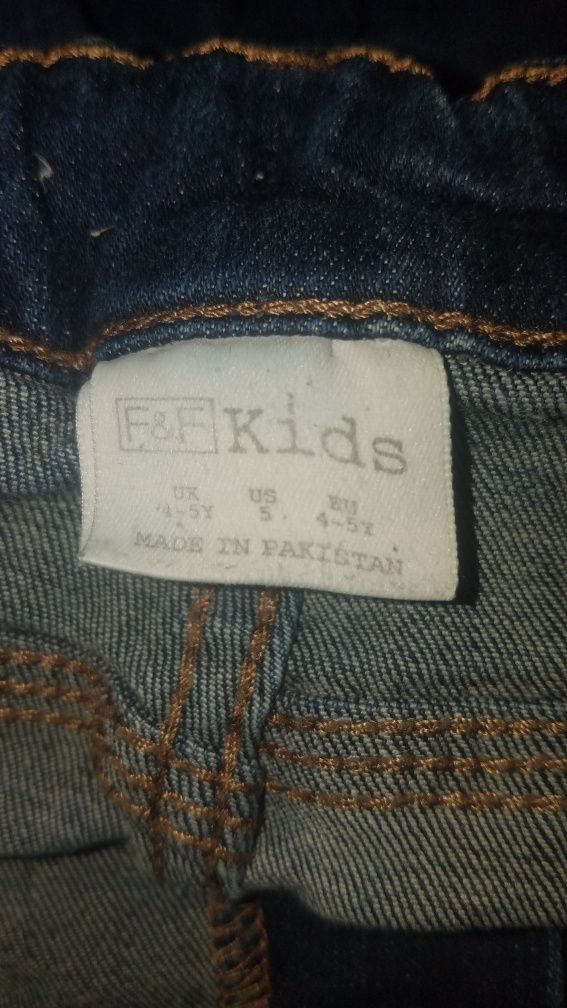 F&F Kids
UK US EU
4-5Y 5 4-5Y
MADE IN PAKISTAN